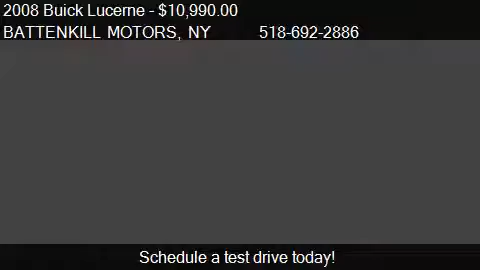 2008 Buick Lucerne - $10,990.00
BATTENKILL MOTORS, NY 518-692-2886
Schedule a test drive today!